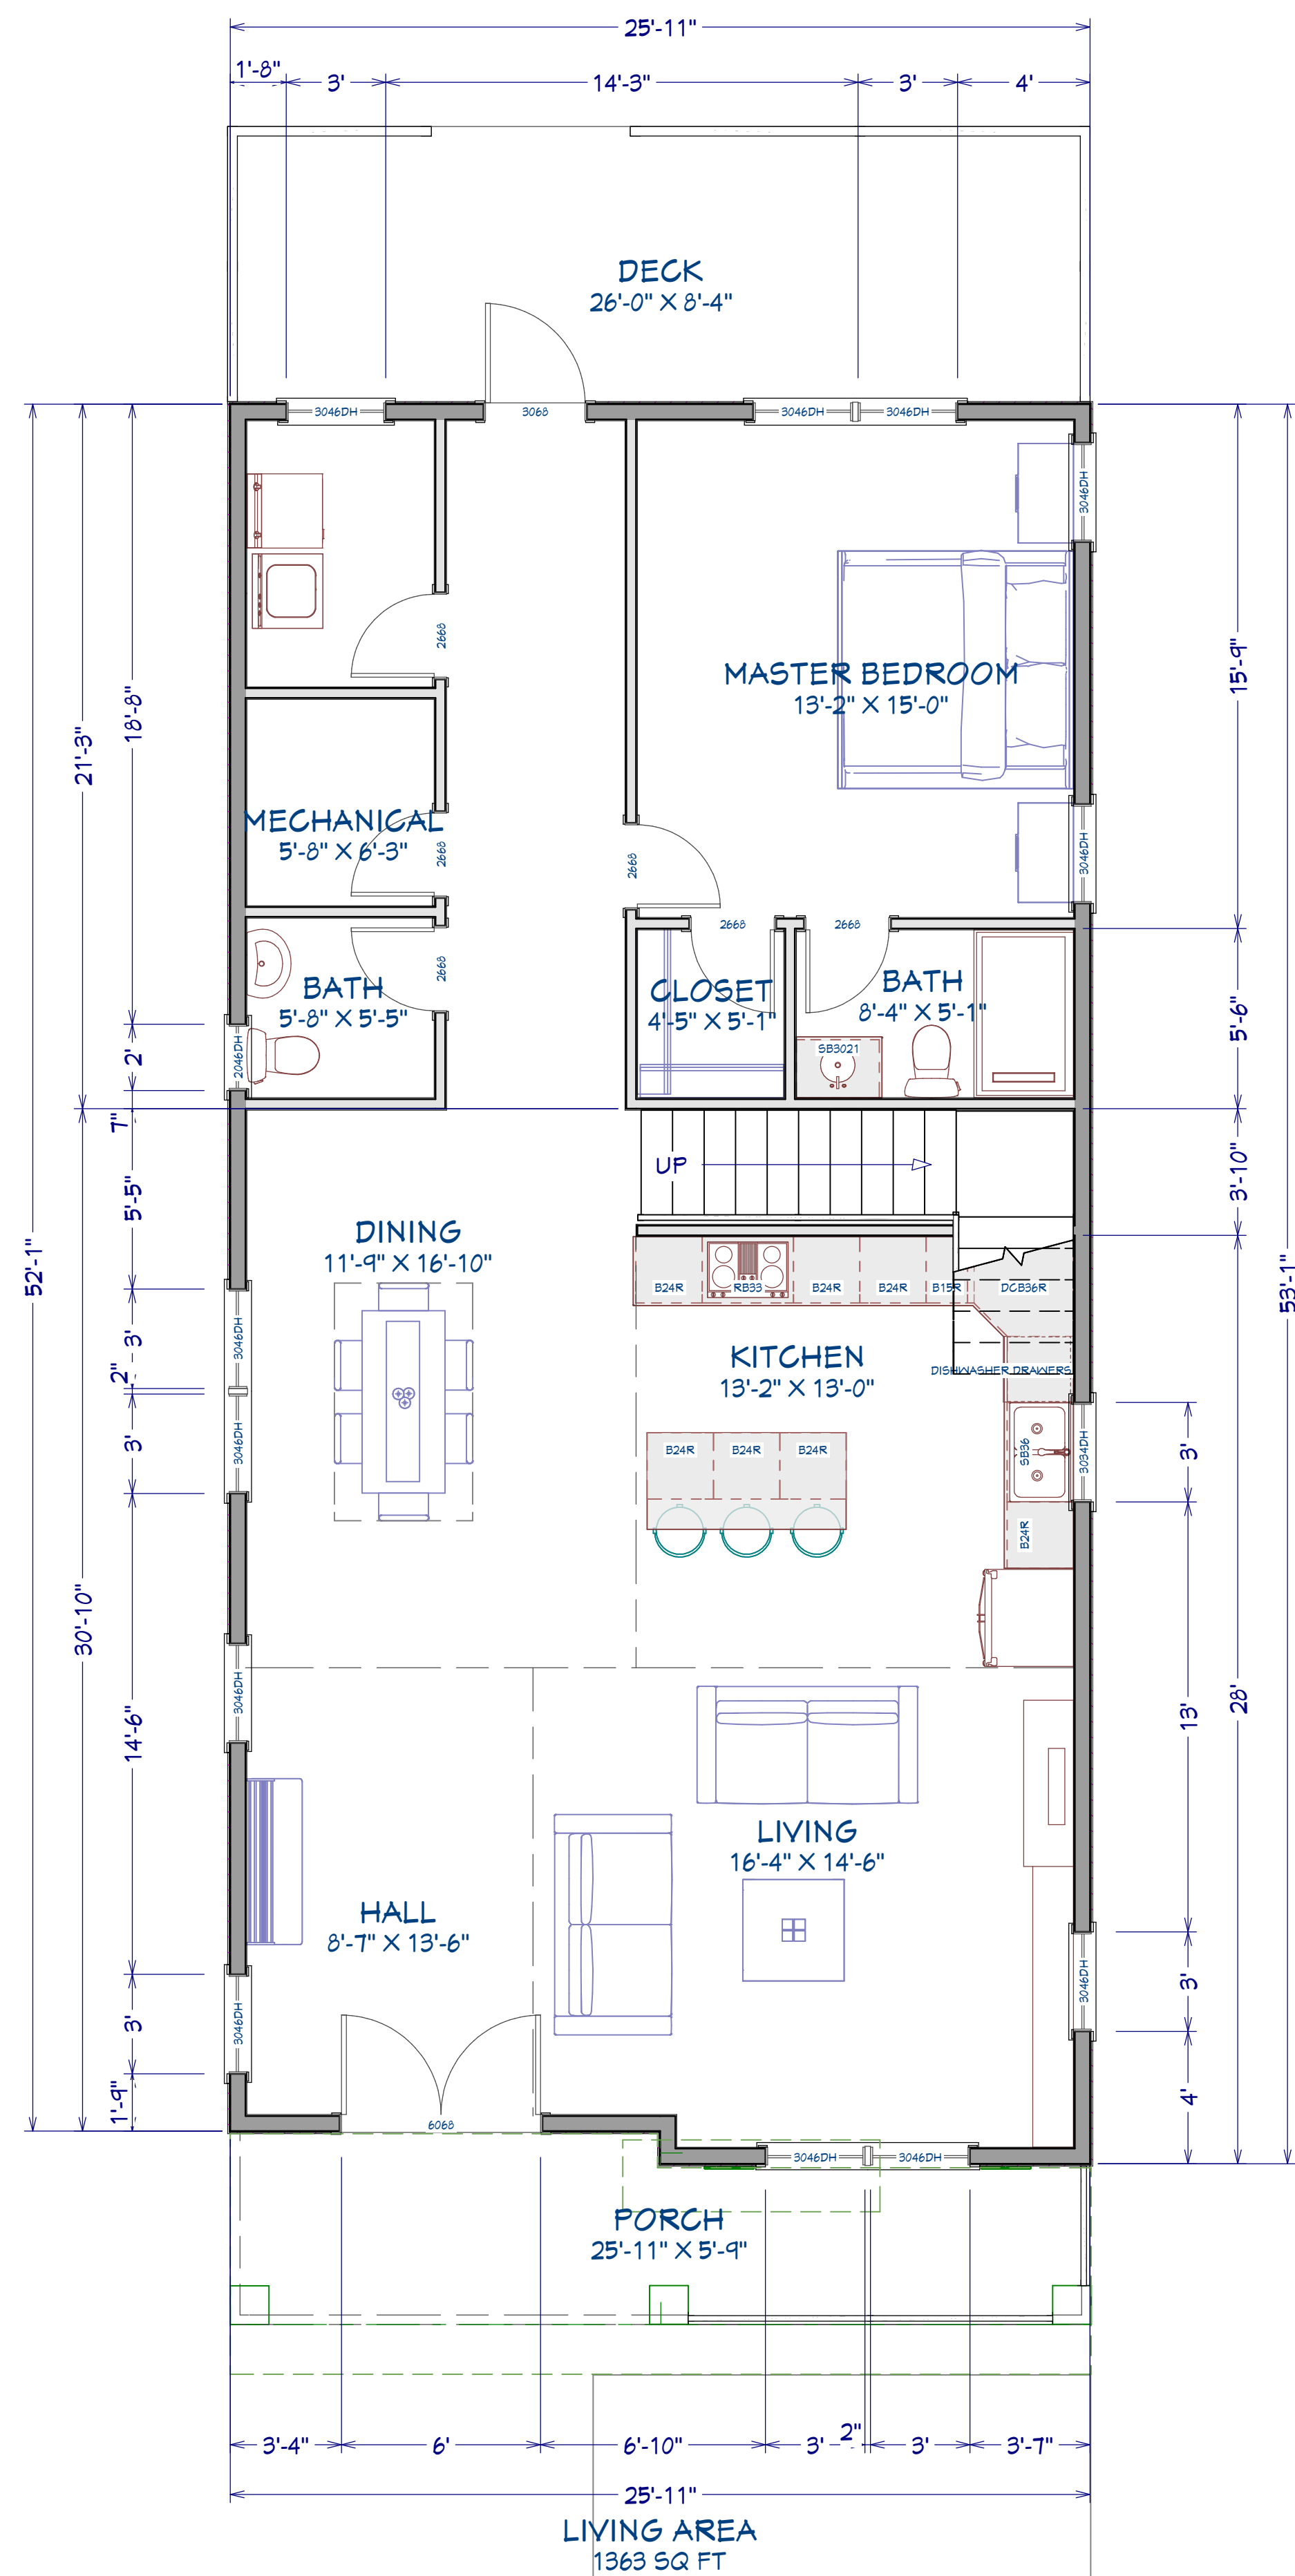 25'-11"
1'-8"
3'
14'-3"
3'
4'
DECK
26'-0" X 8'-4"
3046DH
3068
3046DH
3046DH
3046DH
2668
MASTER BEDROOM
13'-2" X 15'-0"
18'-8"
21'-3"
15'-9"
MECHANICAL
5'-8" X 6'-3"
2668
2668
3046DH
2668
2668
2668
BATH
5'-8" X 5'-5"
CLOSET
4'-5" X 5'-1"
BATH
8'-4" X 5'-1"
5'-6"
SB3021
2046DH
2'
7"
UP
3'-10"
5'-5"
DINING
11'-9" X 16'-10"
52'-1"
53'-1"
B24R
RB33
B24R
B24R
B15R
DCB36R
3046DH
3'
2"
KITCHEN
13'-2" X 13'-0"
DISHWASHER DRAWERS
3046DH
3'
B24R
B24R
B24R
SB36
3034DH
3'
B24R
30'-10"
3046DH
14'-6"
13'
28'
LIVING
16'-4" X 14'-6"
HALL
8'-7" X 13'-6"
3046DH
3'
3046DH
3'
1'-9"
4'
6068
3046DH
3046DH
PORCH
25'-11" X 5'-9"
3'-4"
6'
6'-10"
3'
2"
3'
3'-7"
25'-11"
LIVING AREA
1363 SQ FT